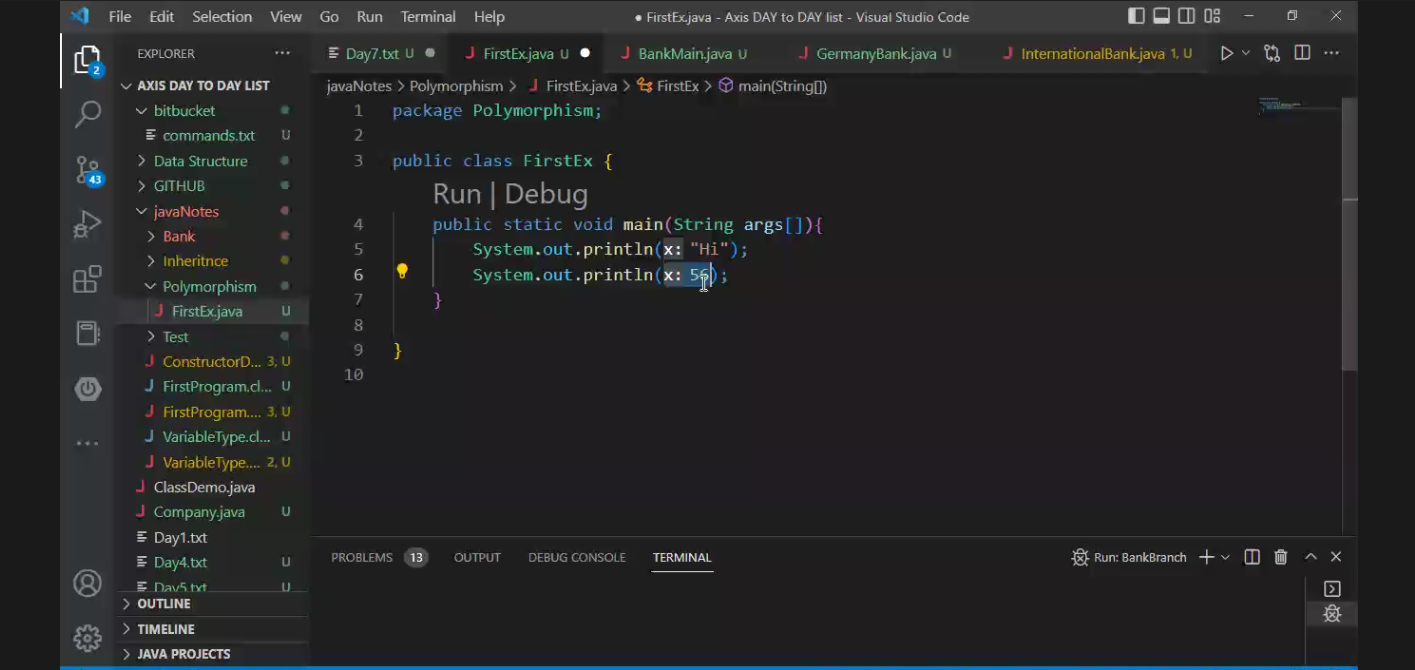 File Edit Selection View Go Run Terminal Help
● FirstEx.java - Axis DAY to DAY list - Visual Studio Code
EXPLORER ...
Day7.txt U ●
FirstEx.java U ●
BankMain.java U
GermanyBank.java U
InternationalBank.java 1, U
2
AXIS DAY TO DAY LIST
bitbucket
commands.txt U
Data Structure
43
GITHUB
javaNotes
Bank
Inheritnce
Polymorphism
FirstEx.java U
Test
ConstructorD... 3, U
FirstProgram.cl... U
FirstProgram.... 3, U
VariableType.cl... U
VariableType.... 2, U
ClassDemo.java
Company.java U
Day1.txt
Day4.txt U
Day5.txt U
OUTLINE
TIMELINE
JAVA PROJECTS
javaNotes > Polymorphism > FirstEx.java > FirstEx > main(String[])
1 package Polymorphism;
2
3 public class FirstEx {
Run | Debug
4 public static void main(String args[]){
5 System.out.println(x: "Hi");
6 System.out.println(x: 56);
7 }
8
9 }
10
PROBLEMS 13 OUTPUT DEBUG CONSOLE TERMINAL
Run: BankBranch